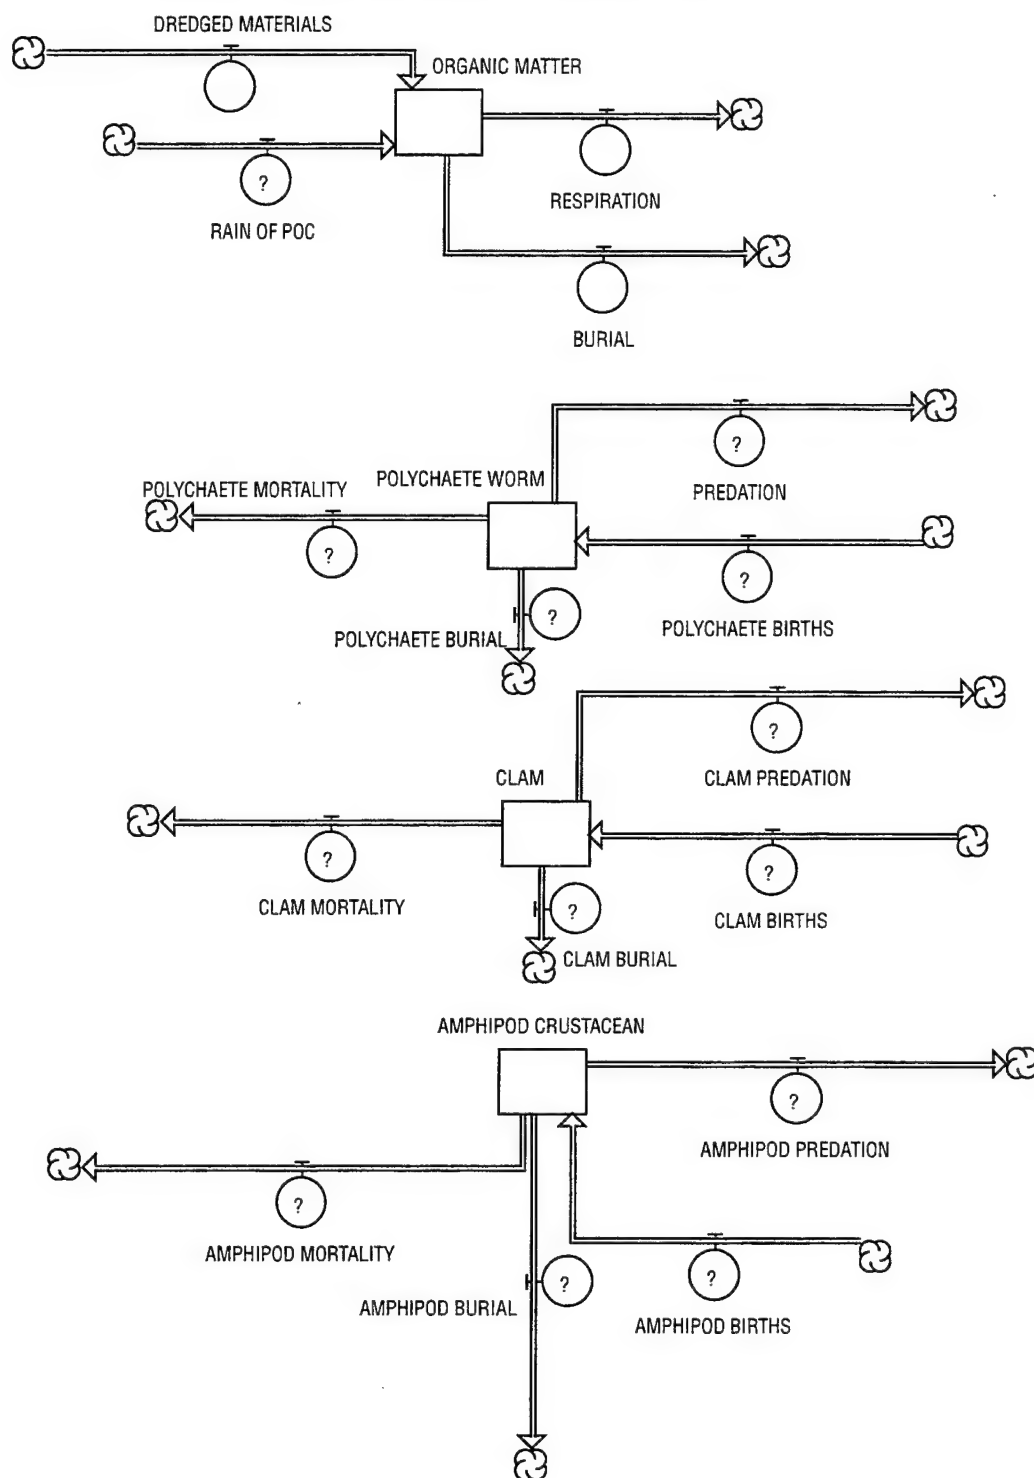 DREDGED MATERIALS
ORGANIC MATTER
?
RESPIRATION
RAIN OF POC
BURIAL
?
PREDATION
POLYCHAETE WORM
POLYCHAETE MORTALITY
?
?
?
POLYCHAETE BIRTHS
POLYCHAETE BURIAL
?
CLAM PREDATION
CLAM
?
?
CLAM MORTALITY
?
CLAM BIRTHS
CLAM BURIAL
AMPHIPOD CRUSTACEAN
?
AMPHIPOD PREDATION
?
AMPHIPOD MORTALITY
?
?
AMPHIPOD BURIAL
AMPHIPOD BIRTHS